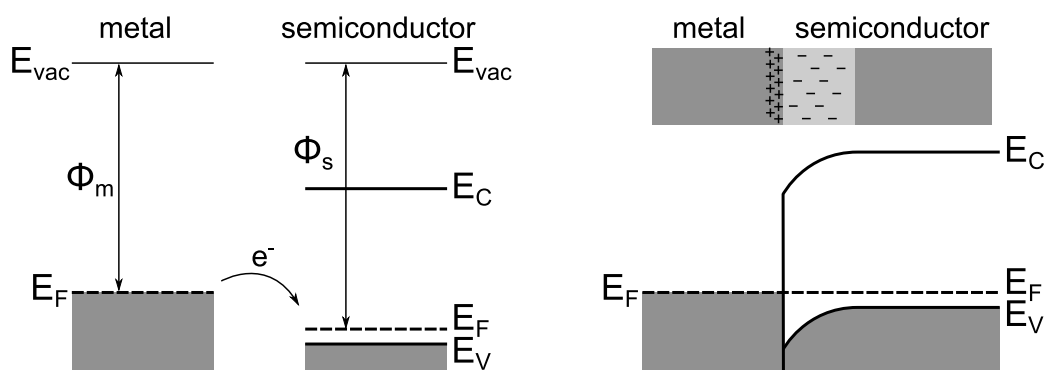 metal
semiconductor
E_vac
E_vac
Φ_m
Φ_s
E_C
e⁻
E_F
E_F
E_V
metal
semiconductor
+ + + + + + + + + + + + +
− − − − − − − − − − − − −
E_C
E_F
E_F
E_V